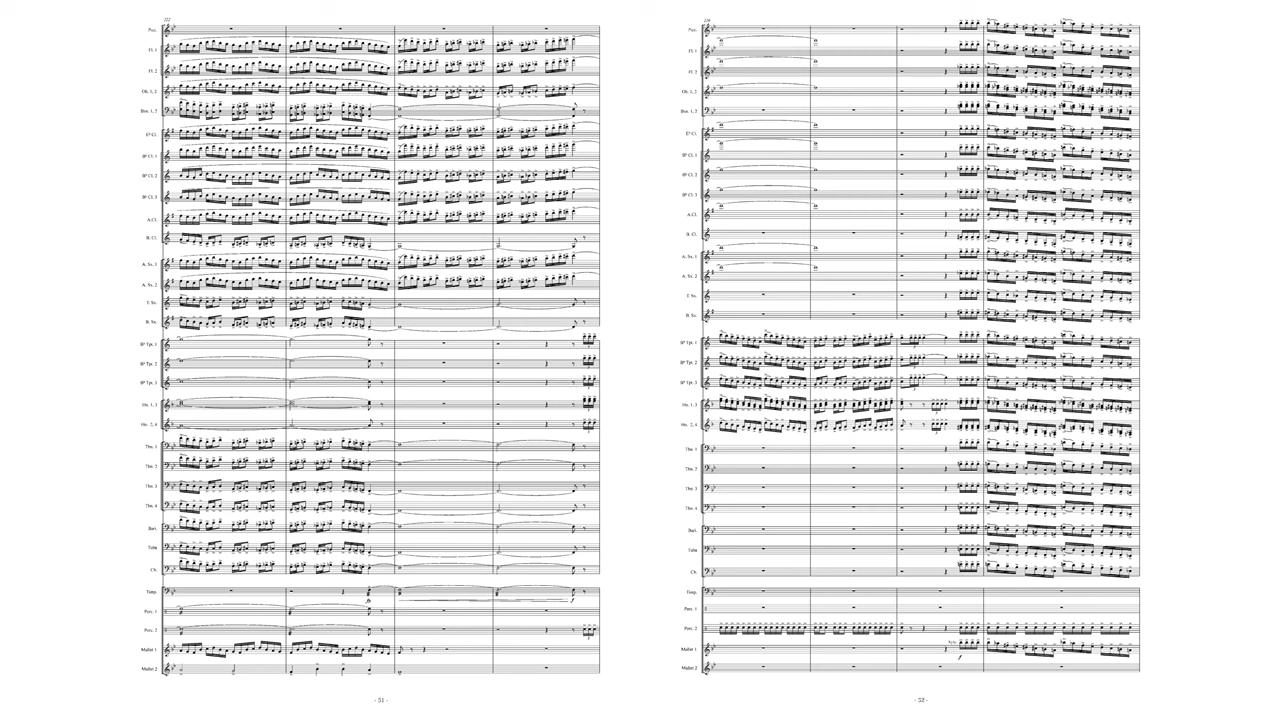 222
Picc.
Fl. 1
Fl. 2
Ob. 1, 2
Bsn. 1, 2
E♭ Cl.
B♭ Cl. 1
B♭ Cl. 2
B♭ Cl. 3
A.Cl.
B. Cl.
A. Sx. 1
A. Sx. 2
T. Sx.
B. Sx.
B♭ Tpt. 1
B♭ Tpt. 2
B♭ Tpt. 3
Hn. 1, 3
Hn. 2, 4
Tbn. 1
Tbn. 2
Tbn. 3
Tbn. 4
Bari.
Tuba
Cb.
Timp.
Perc. 1
Perc. 2
Mallet 1
Mallet 2
- 51 -
226
Picc.
Fl. 1
Fl. 2
Ob. 1, 2
Bsn. 1, 2
E♭ Cl.
B♭ Cl. 1
B♭ Cl. 2
B♭ Cl. 3
A.Cl.
B. Cl.
A. Sx. 1
A. Sx. 2
T. Sx.
B. Sx.
B♭ Tpt. 1
B♭ Tpt. 2
B♭ Tpt. 3
Hn. 1, 3
Hn. 2, 4
Tbn. 1
Tbn. 2
Tbn. 3
Tbn. 4
Bari.
Tuba
Cb.
Timp.
Perc. 1
Perc. 2
Xylo
Mallet 1
f
Mallet 2
- 52 -